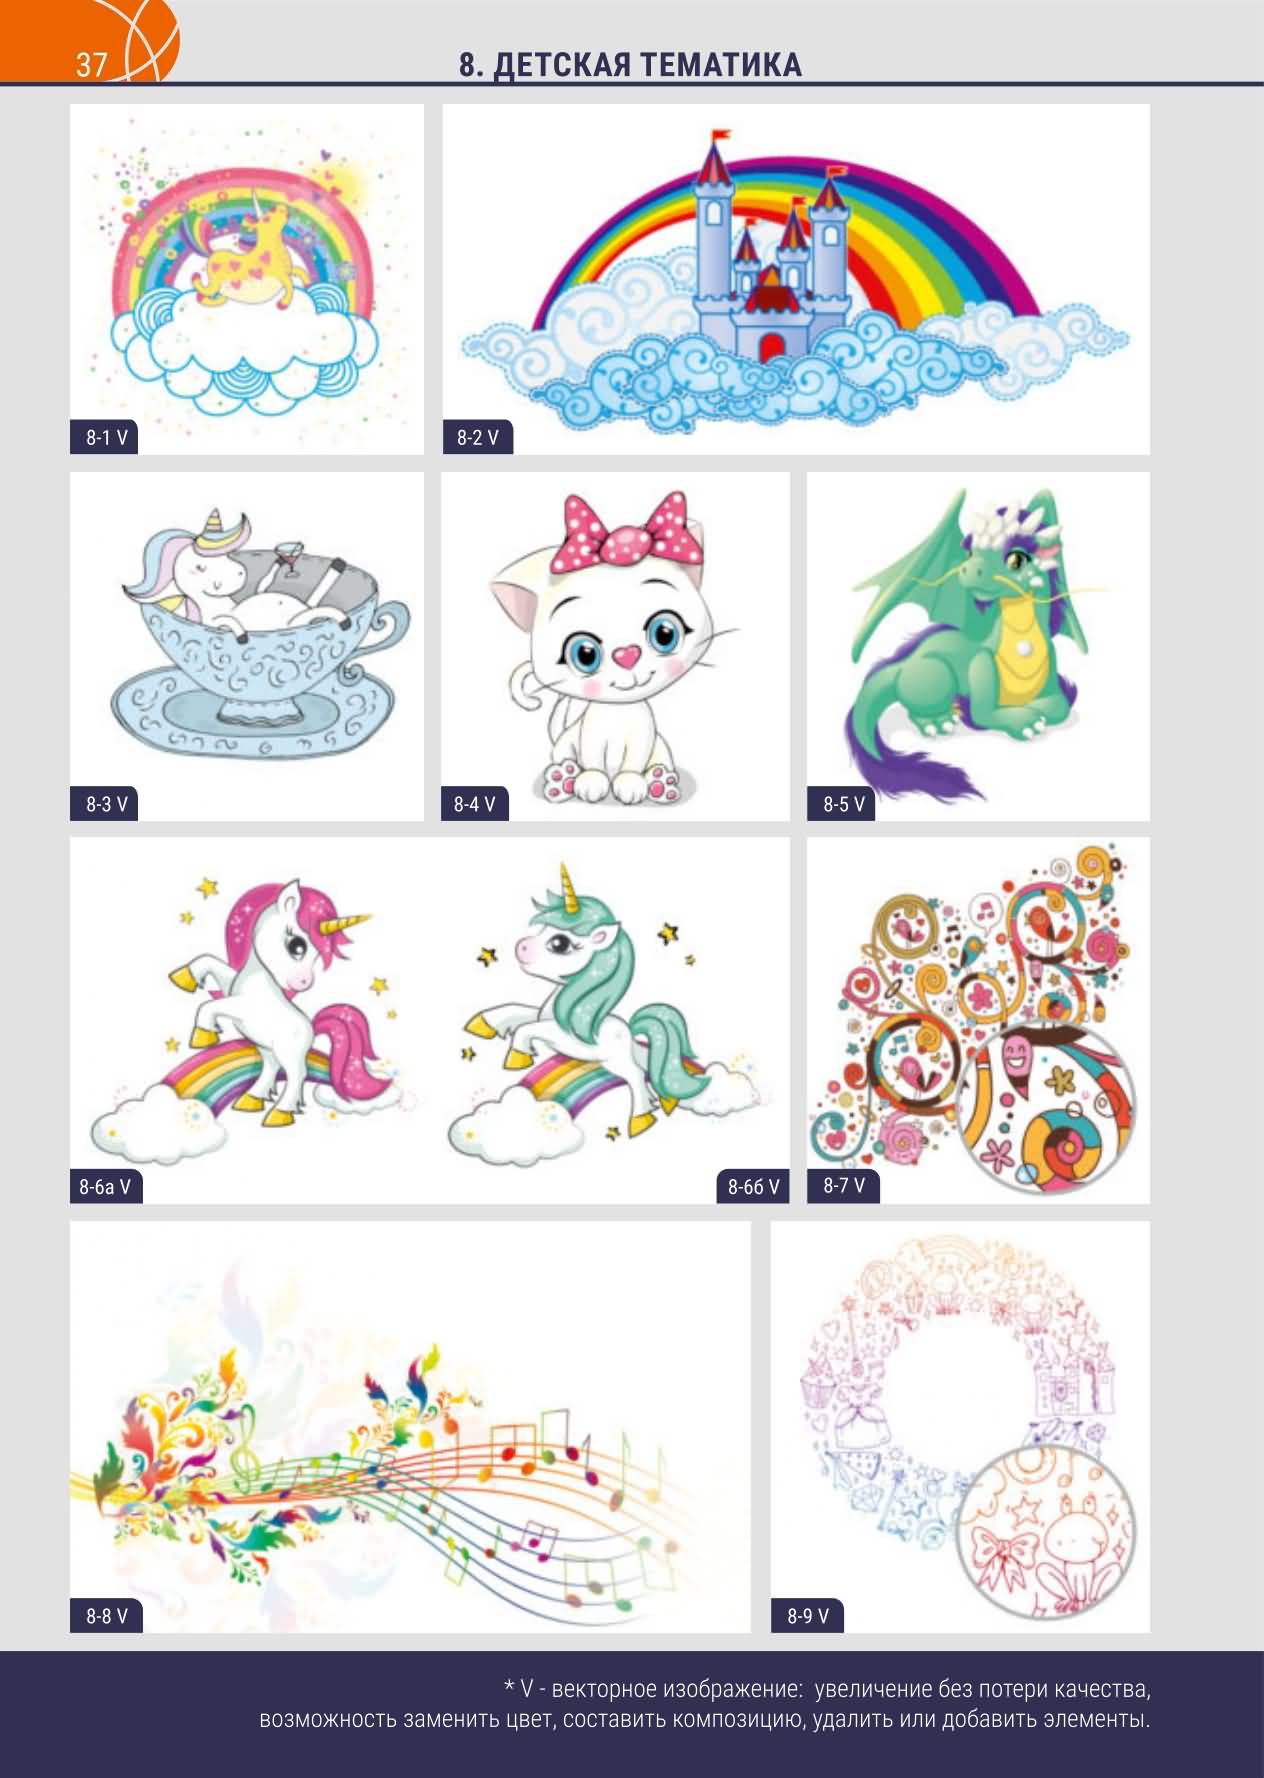 37
8. ДЕТСКАЯ ТЕМАТИКА
8-1 V
8-2 V
8-3 V
8-4 V
8-5 V
8-6а V
8-6б V
8-7 V
8-8 V
8-9 V
* V - векторное изображение:  увеличение без потери качества,
возможность заменить цвет, составить композицию, удалить или добавить элементы.